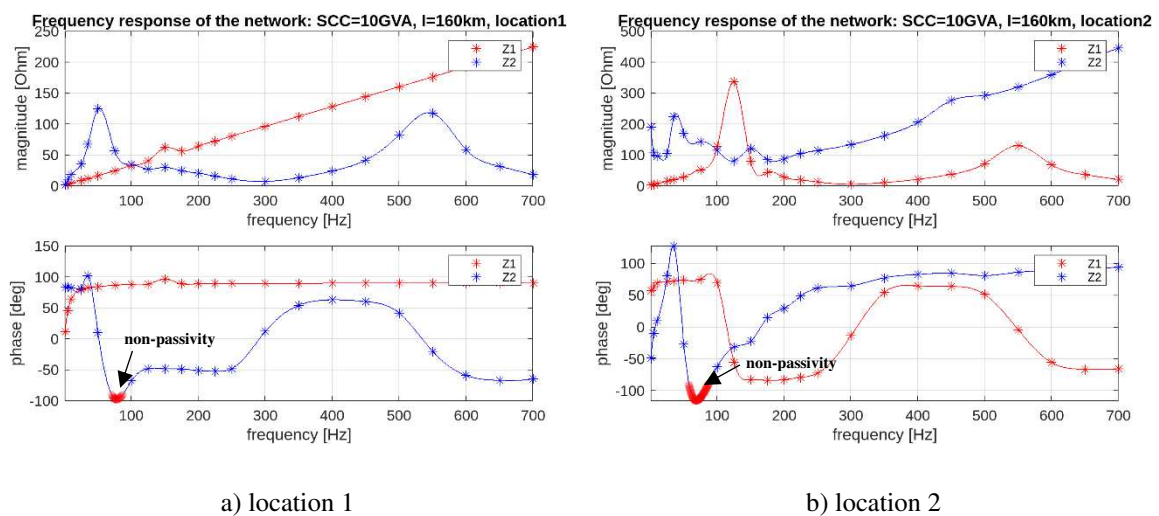 Frequency response of the network: SCC=10GVA, l=160km, location1
250
200
150
100
50
0
magnitude [Ohm]
Z1
Z2
100 200 300 400 500 600 700
frequency [Hz]
150
100
50
0
-50
-100
phase [deg]
Z1
Z2
non-passivity
100 200 300 400 500 600 700
frequency [Hz]
a) location 1
Frequency response of the network: SCC=10GVA, l=160km, location2
500
400
300
200
100
0
magnitude [Ohm]
Z1
Z2
100 200 300 400 500 600 700
frequency [Hz]
100
50
0
-50
-100
phase [deg]
Z1
Z2
non-passivity
100 200 300 400 500 600 700
frequency [Hz]
b) location 2